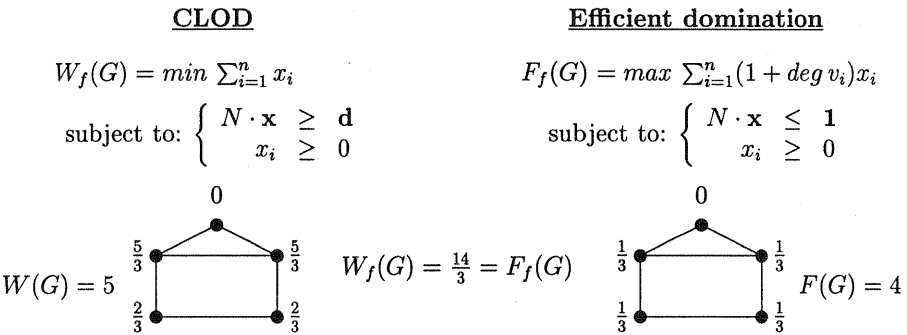 CLOD
Efficient domination
W_f(G) = min ∑_{i=1}^{n} x_i
F_f(G) = max ∑_{i=1}^{n} (1 + deg v_i)x_i
subject to: { N · x ≥ d
x_i ≥ 0
subject to: { N · x ≤ 1
x_i ≥ 0
0
5/3
5/3
W(G) = 5
2/3
2/3
W_f(G) = 14/3 = F_f(G)
0
1/3
1/3
1/3
1/3
F(G) = 4